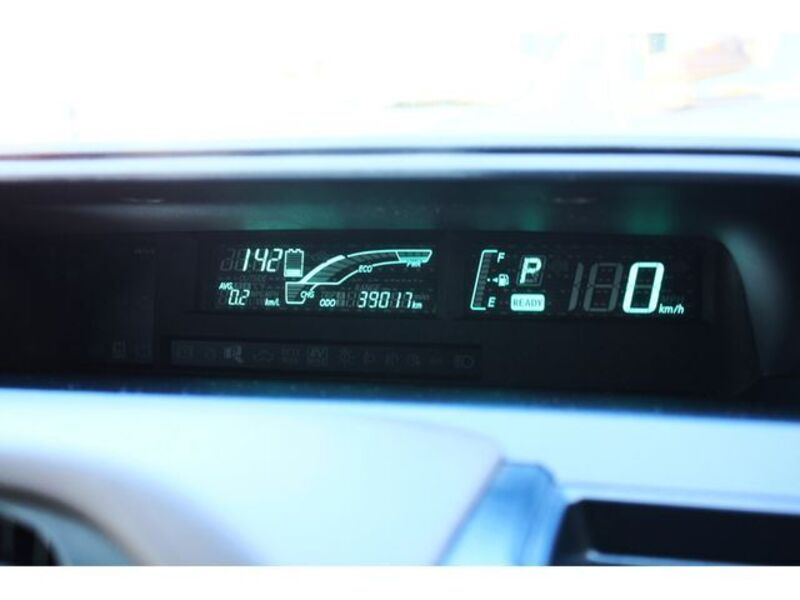 142
AVG
0.2 km/L
CHG
ECO
PWR
ODO 39017 km
F
E
P
READY
0 km/h